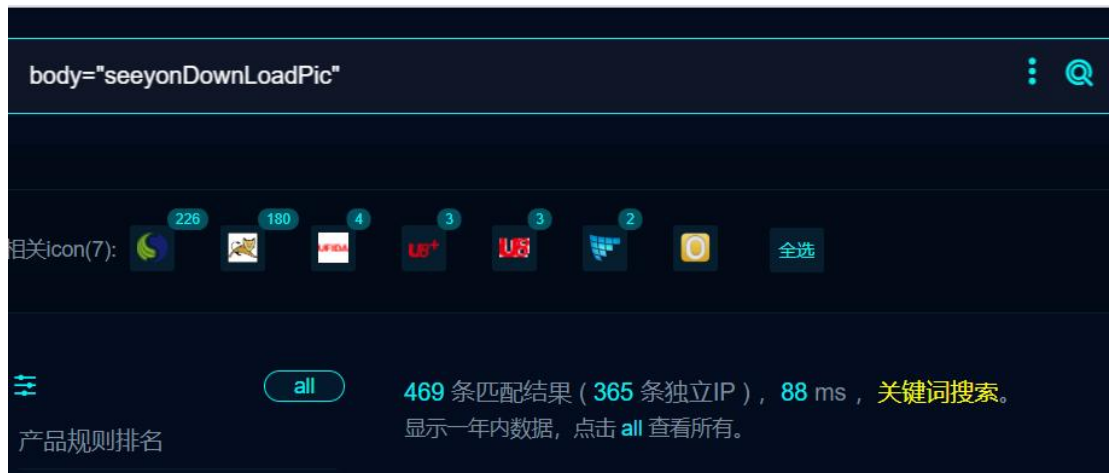 body="seeyonDownLoadPic"
226 180 4 3 3 2
相关icon(7): UFIDA U8+ U8 全选
all 469 条匹配结果 ( 365 条独立IP ) ，88 ms ，关键词搜索。
显示一年内数据，点击 all 查看所有。
产品规则排名